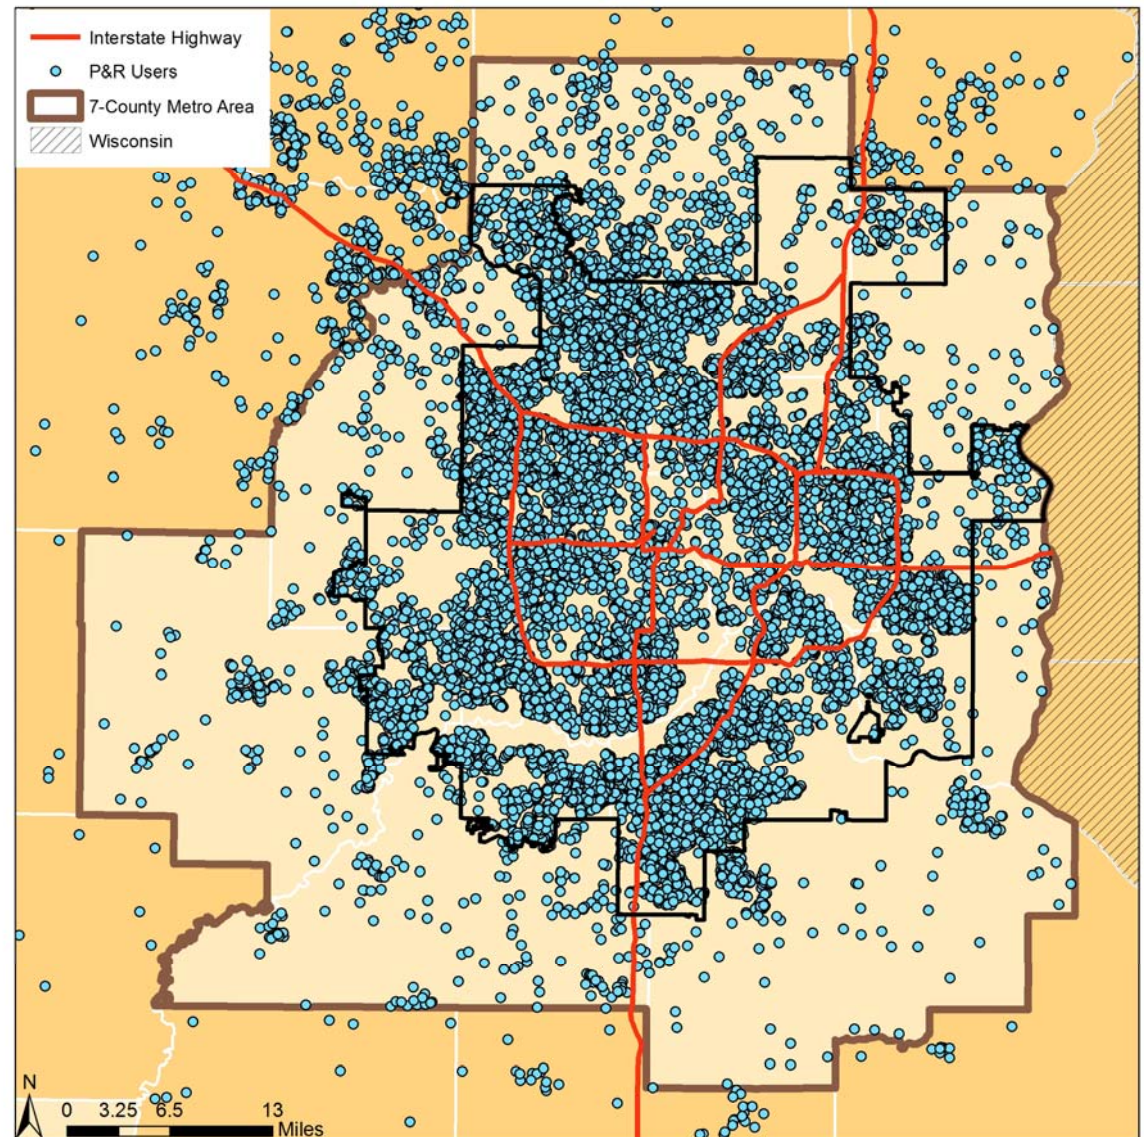 Interstate Highway
P&R Users
7-County Metro Area
Wisconsin
N
0 3.25 6.5 13
Miles